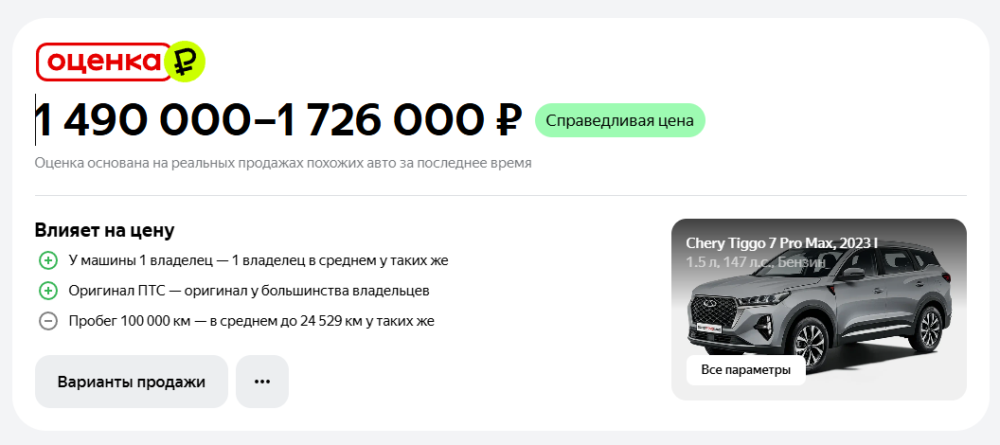 оценка ₽
1 490 000–1 726 000 ₽ Справедливая цена
Оценка основана на реальных продажах похожих авто за последнее время
Влияет на цену
У машины 1 владелец — 1 владелец в среднем у таких же
Оригинал ПТС — оригинал у большинства владельцев
Пробег 100 000 км — в среднем до 24 529 км у таких же
Варианты продажи
...
Chery Tiggo 7 Pro Max, 2023 I
1.5 л, 147 л.с., Бензин
Все параметры